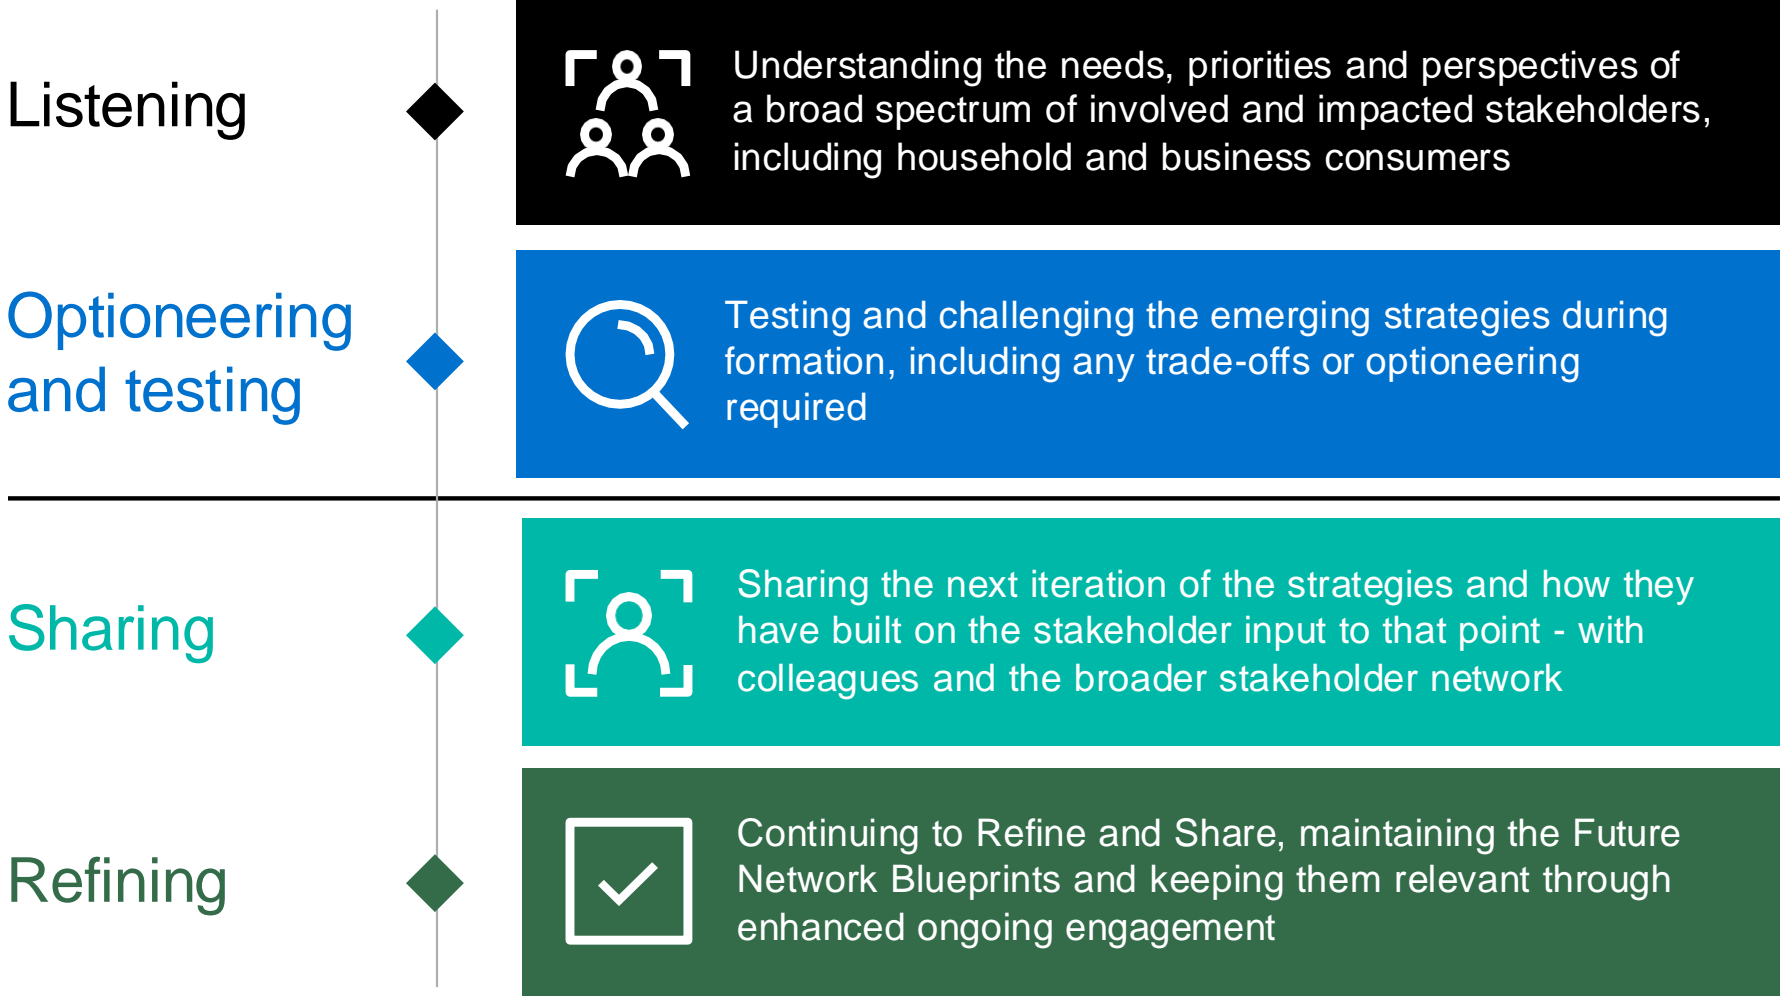 Listening
Understanding the needs, priorities and perspectives of
a broad spectrum of involved and impacted stakeholders,
including household and business consumers
Optioneering
and testing
Testing and challenging the emerging strategies during
formation, including any trade-offs or optioneering
required
Sharing
Sharing the next iteration of the strategies and how they
have built on the stakeholder input to that point - with
colleagues and the broader stakeholder network
Refining
Continuing to Refine and Share, maintaining the Future
Network Blueprints and keeping them relevant through
enhanced ongoing engagement